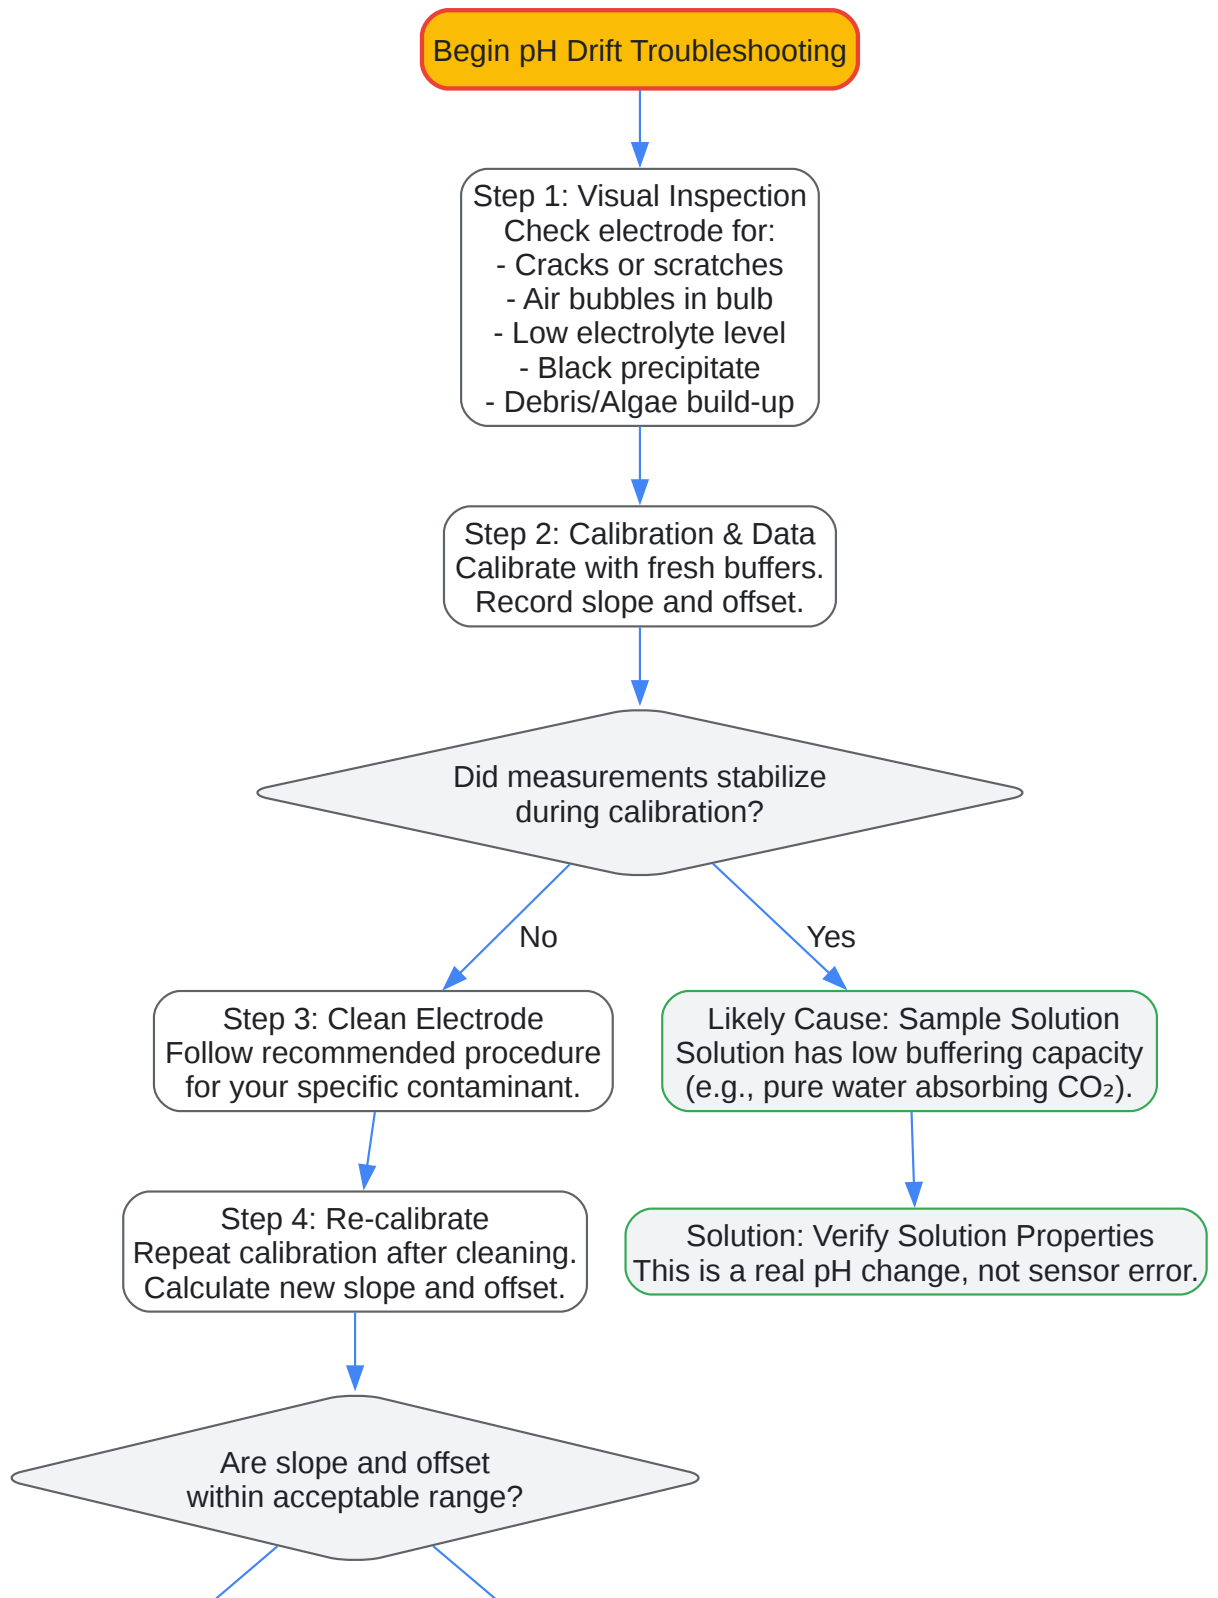 Begin pH Drift Troubleshooting
Step 1: Visual Inspection
Check electrode for:
- Cracks or scratches
- Air bubbles in bulb
- Low electrolyte level
- Black precipitate
- Debris/Algae build-up
Step 2: Calibration & Data
Calibrate with fresh buffers.
Record slope and offset.
Did measurements stabilize
during calibration?
No
Yes
Step 3: Clean Electrode
Follow recommended procedure
for your specific contaminant.
Likely Cause: Sample Solution
Solution has low buffering capacity
(e.g., pure water absorbing CO₂).
Step 4: Re-calibrate
Repeat calibration after cleaning.
Calculate new slope and offset.
Solution: Verify Solution Properties
This is a real pH change, not sensor error.
Are slope and offset
within acceptable range?